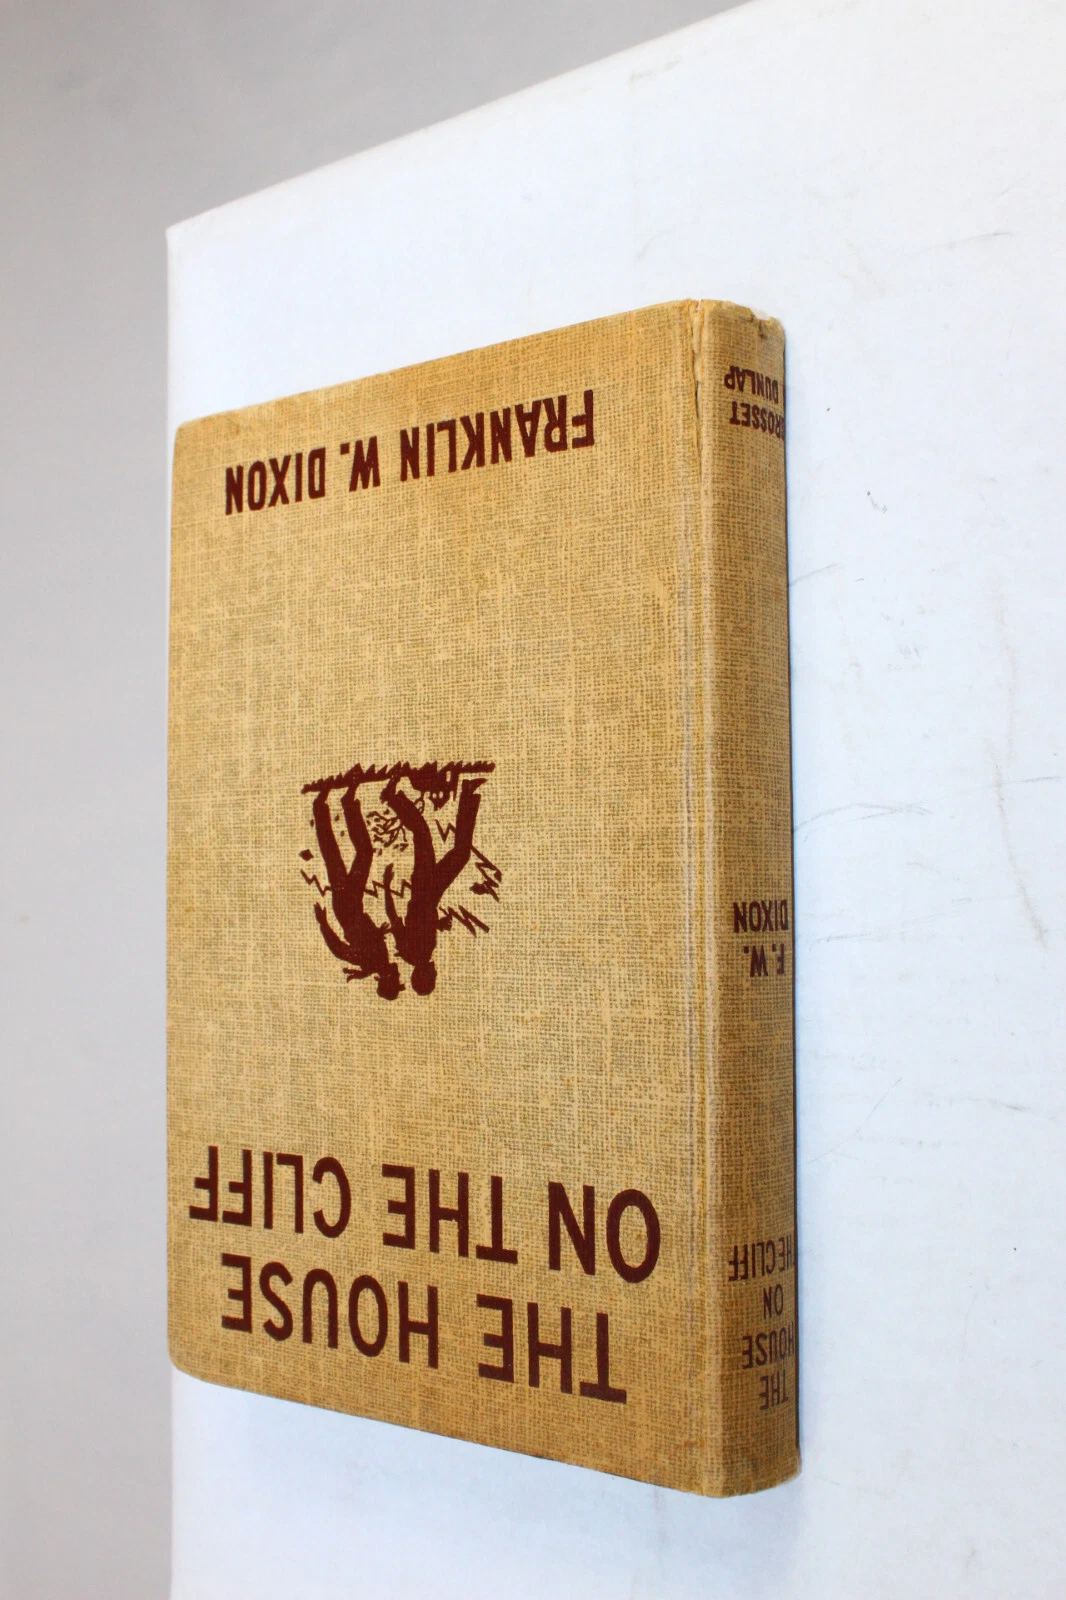 THE HOUSE
ON THE CLIFF
FRANKLIN W. DIXON
THE
HOUSE
ON
THE CLIFF
F. W.
DIXON
GROSSET
DUNLAP